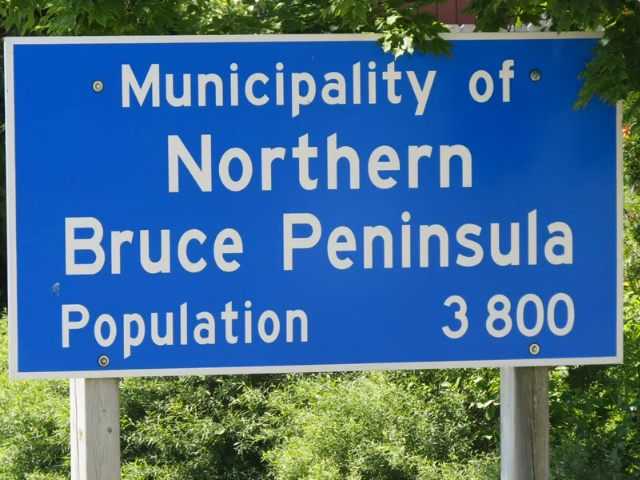 Municipality of
Northern
Bruce Peninsula
Population 3 800